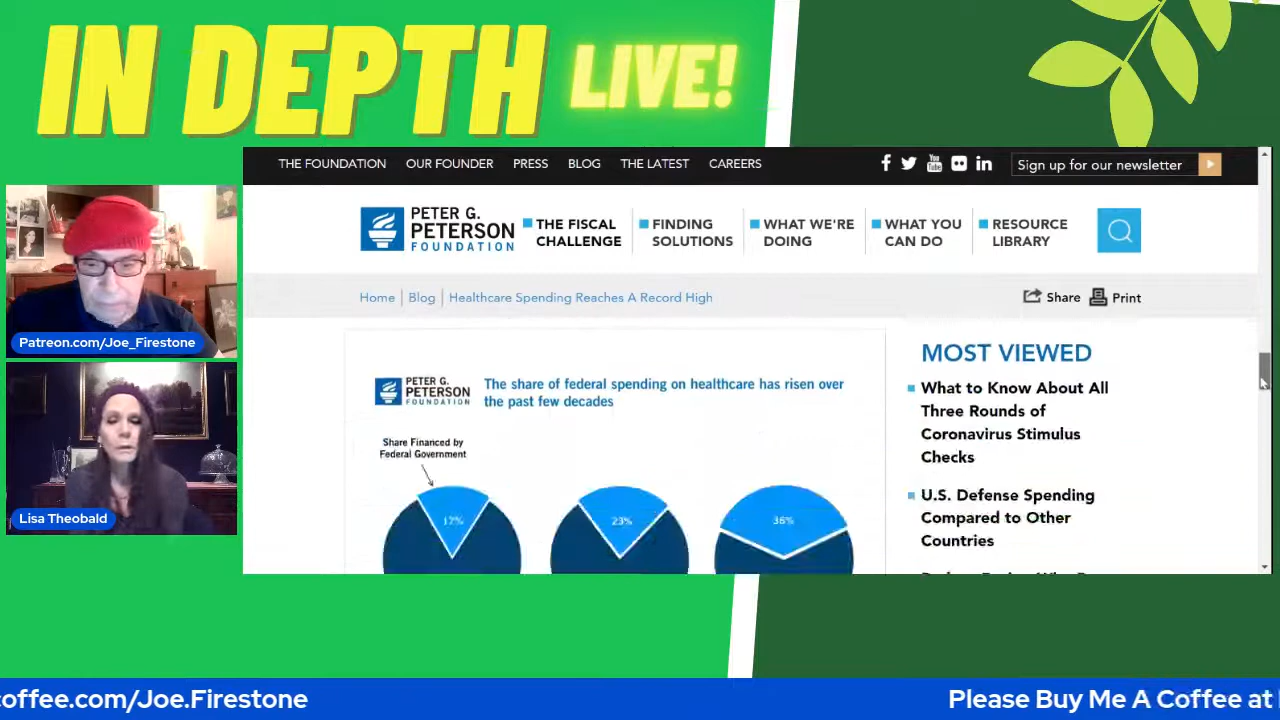 IN DEPTH LIVE!
THE FOUNDATION OUR FOUNDER PRESS BLOG THE LATEST CAREERS
Sign up for our newsletter
PETER G.
PETERSON
FOUNDATION
THE FISCAL
CHALLENGE
FINDING
SOLUTIONS
WHAT WE'RE
DOING
WHAT YOU
CAN DO
RESOURCE
LIBRARY
Home Blog Healthcare Spending Reaches A Record High
Share Print
PETER G.
PETERSON
FOUNDATION
The share of federal spending on healthcare has risen over
the past few decades
Share Financed by
Federal Government
17%
23%
36%
MOST VIEWED
What to Know About All
Three Rounds of
Coronavirus Stimulus
Checks
U.S. Defense Spending
Compared to Other
Countries
Patreon.com/Joe_Firestone
Lisa Theobald
coffee.com/Joe.Firestone
Please Buy Me A Coffee at